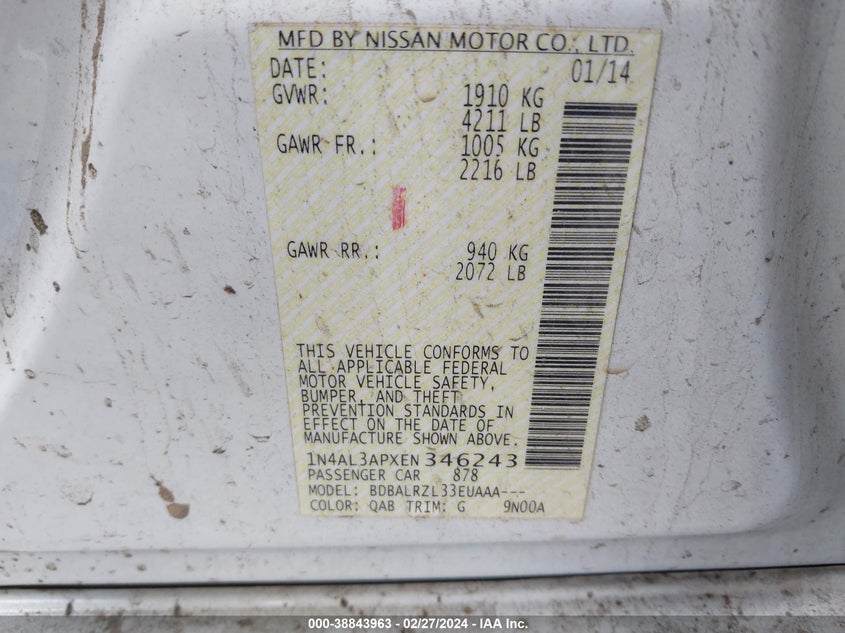 MFD BY NISSAN MOTOR CO., LTD.
DATE: 01/14
GVWR: 1910 KG
4211 LB
GAWR FR.: 1005 KG
2216 LB
GAWR RR.: 940 KG
2072 LB
THIS VEHICLE CONFORMS TO
ALL APPLICABLE FEDERAL
MOTOR VEHICLE SAFETY,
BUMPER, AND THEFT
PREVENTION STANDARDS IN
EFFECT ON THE DATE OF
MANUFACTURE SHOWN ABOVE.
1N4AL3APXEN346243
PASSENGER CAR 878
MODEL: BDBALRZL33EUAAA---
COLOR: QAB TRIM: G 9N00A
000-38843963 - 02/27/2024 - IAA Inc.